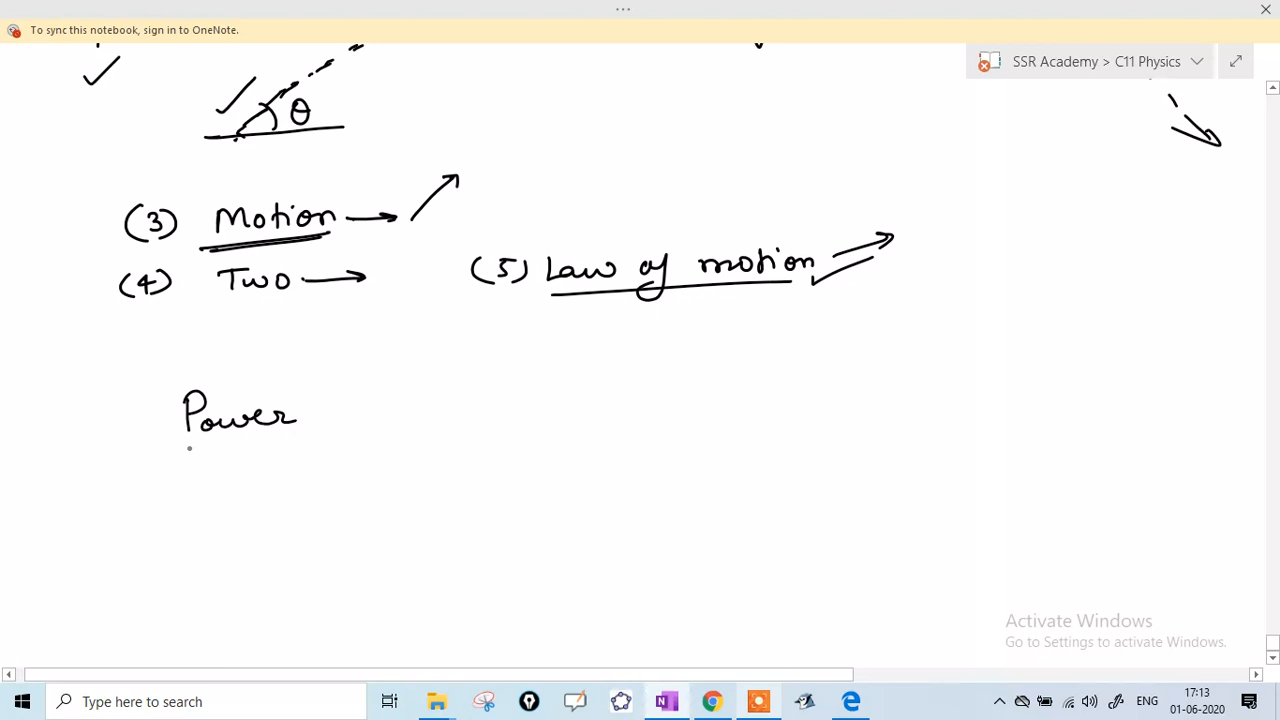 To sync this notebook, sign in to OneNote.
SSR Academy > C11 Physics
θ
(3) Motion
(4) Two
(5) Law of motion
Power
Activate Windows
Go to Settings to activate Windows.
Type here to search
ENG
17:13
01-06-2020